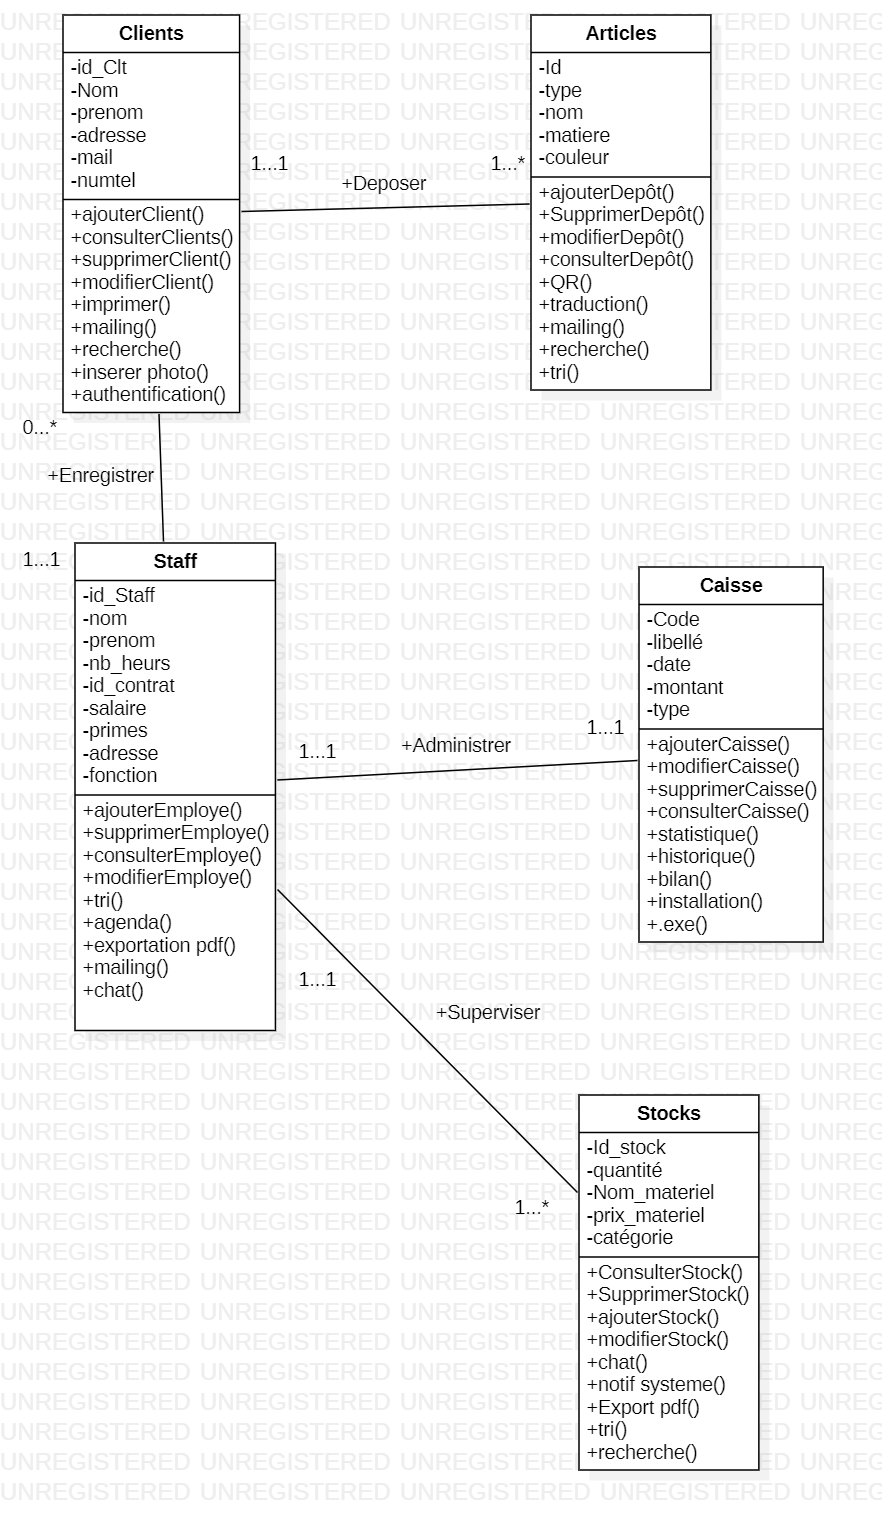 Clients
-id_Clt
-Nom
-prenom
-adresse
-mail
-numtel
+ajouterClient()
+consulterClients()
+supprimerClient()
+modifierClient()
+imprimer()
+mailing()
+recherche()
+inserer photo()
+authentification()
1...1
+Deposer
1...*
Articles
-Id
-type
-nom
-matiere
-couleur
+ajouterDepôt()
+SupprimerDepôt()
+modifierDepôt()
+consulterDepôt()
+QR()
+traduction()
+mailing()
+recherche()
+tri()
0...*
+Enregistrer
1...1
Staff
-id_Staff
-nom
-prenom
-nb_heurs
-id_contrat
-salaire
-primes
-adresse
-fonction
+ajouterEmploye()
+supprimerEmploye()
+consulterEmploye()
+modifierEmploye()
+tri()
+agenda()
+exportation pdf()
+mailing()
+chat()
1...1
+Administrer
1...1
Caisse
-Code
-libellé
-date
-montant
-type
+ajouterCaisse()
+modifierCaisse()
+supprimerCaisse()
+consulterCaisse()
+statistique()
+historique()
+bilan()
+installation()
+.exe()
1...1
+Superviser
1...*
Stocks
-Id_stock
-quantité
-Nom_materiel
-prix_materiel
-catégorie
+ConsulterStock()
+SupprimerStock()
+ajouterStock()
+modifierStock()
+chat()
+notif systeme()
+Export pdf()
+tri()
+recherche()
UNREGISTERED